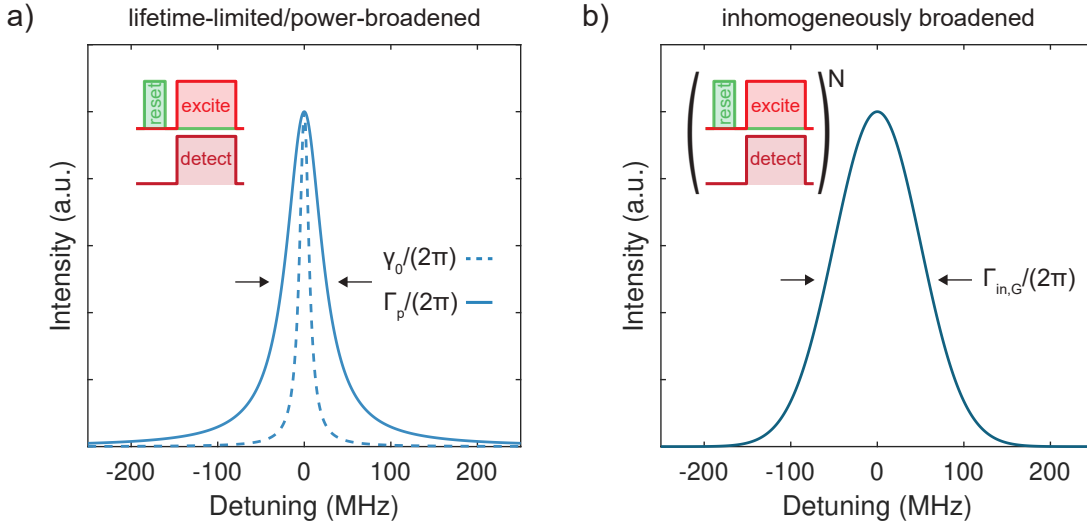 a)
lifetime-limited/power-broadened
reset
excite
detect
γ₀/(2π)
Γₚ/(2π)
Intensity (a.u.)
-200
-100
0
100
200
Detuning (MHz)
b)
inhomogeneously broadened
reset
excite
detect
N
Γin,G/(2π)
Intensity (a.u.)
-200
-100
0
100
200
Detuning (MHz)